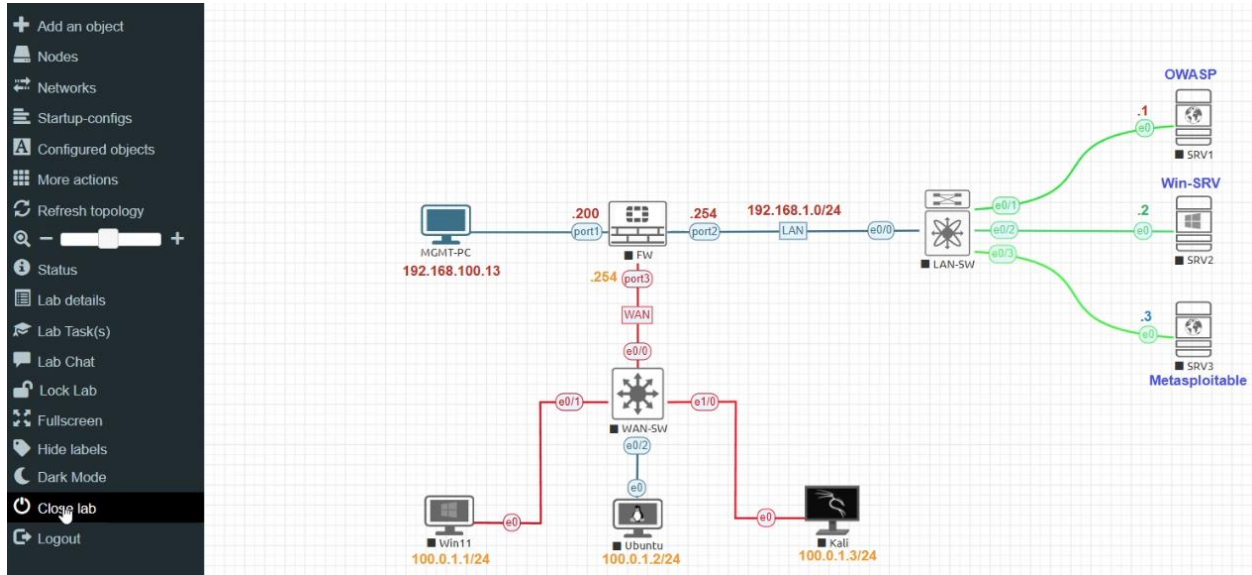 Add an object
Nodes
Networks
Startup-configs
Configured objects
More actions
Refresh topology
Status
Lab details
Lab Task(s)
Lab Chat
Lock Lab
Fullscreen
Hide labels
Dark Mode
Close lab
Logout
OWASP
.1
e0
SRV1
Win-SRV
.2
e0
SRV2
.3
e0
SRV3
Metasploitable
e0/1
e0/2
e0/3
LAN-SW
e0/0
192.168.1.0/24
LAN
.254
port2
.200
port1
FW
MGMT-PC
192.168.100.13
.254
port3
WAN
e0/0
e0/1
e1/0
WAN-SW
e0/2
e0
e0
e0
Win11
100.0.1.1/24
Ubuntu
100.0.1.2/24
Kali
100.0.1.3/24